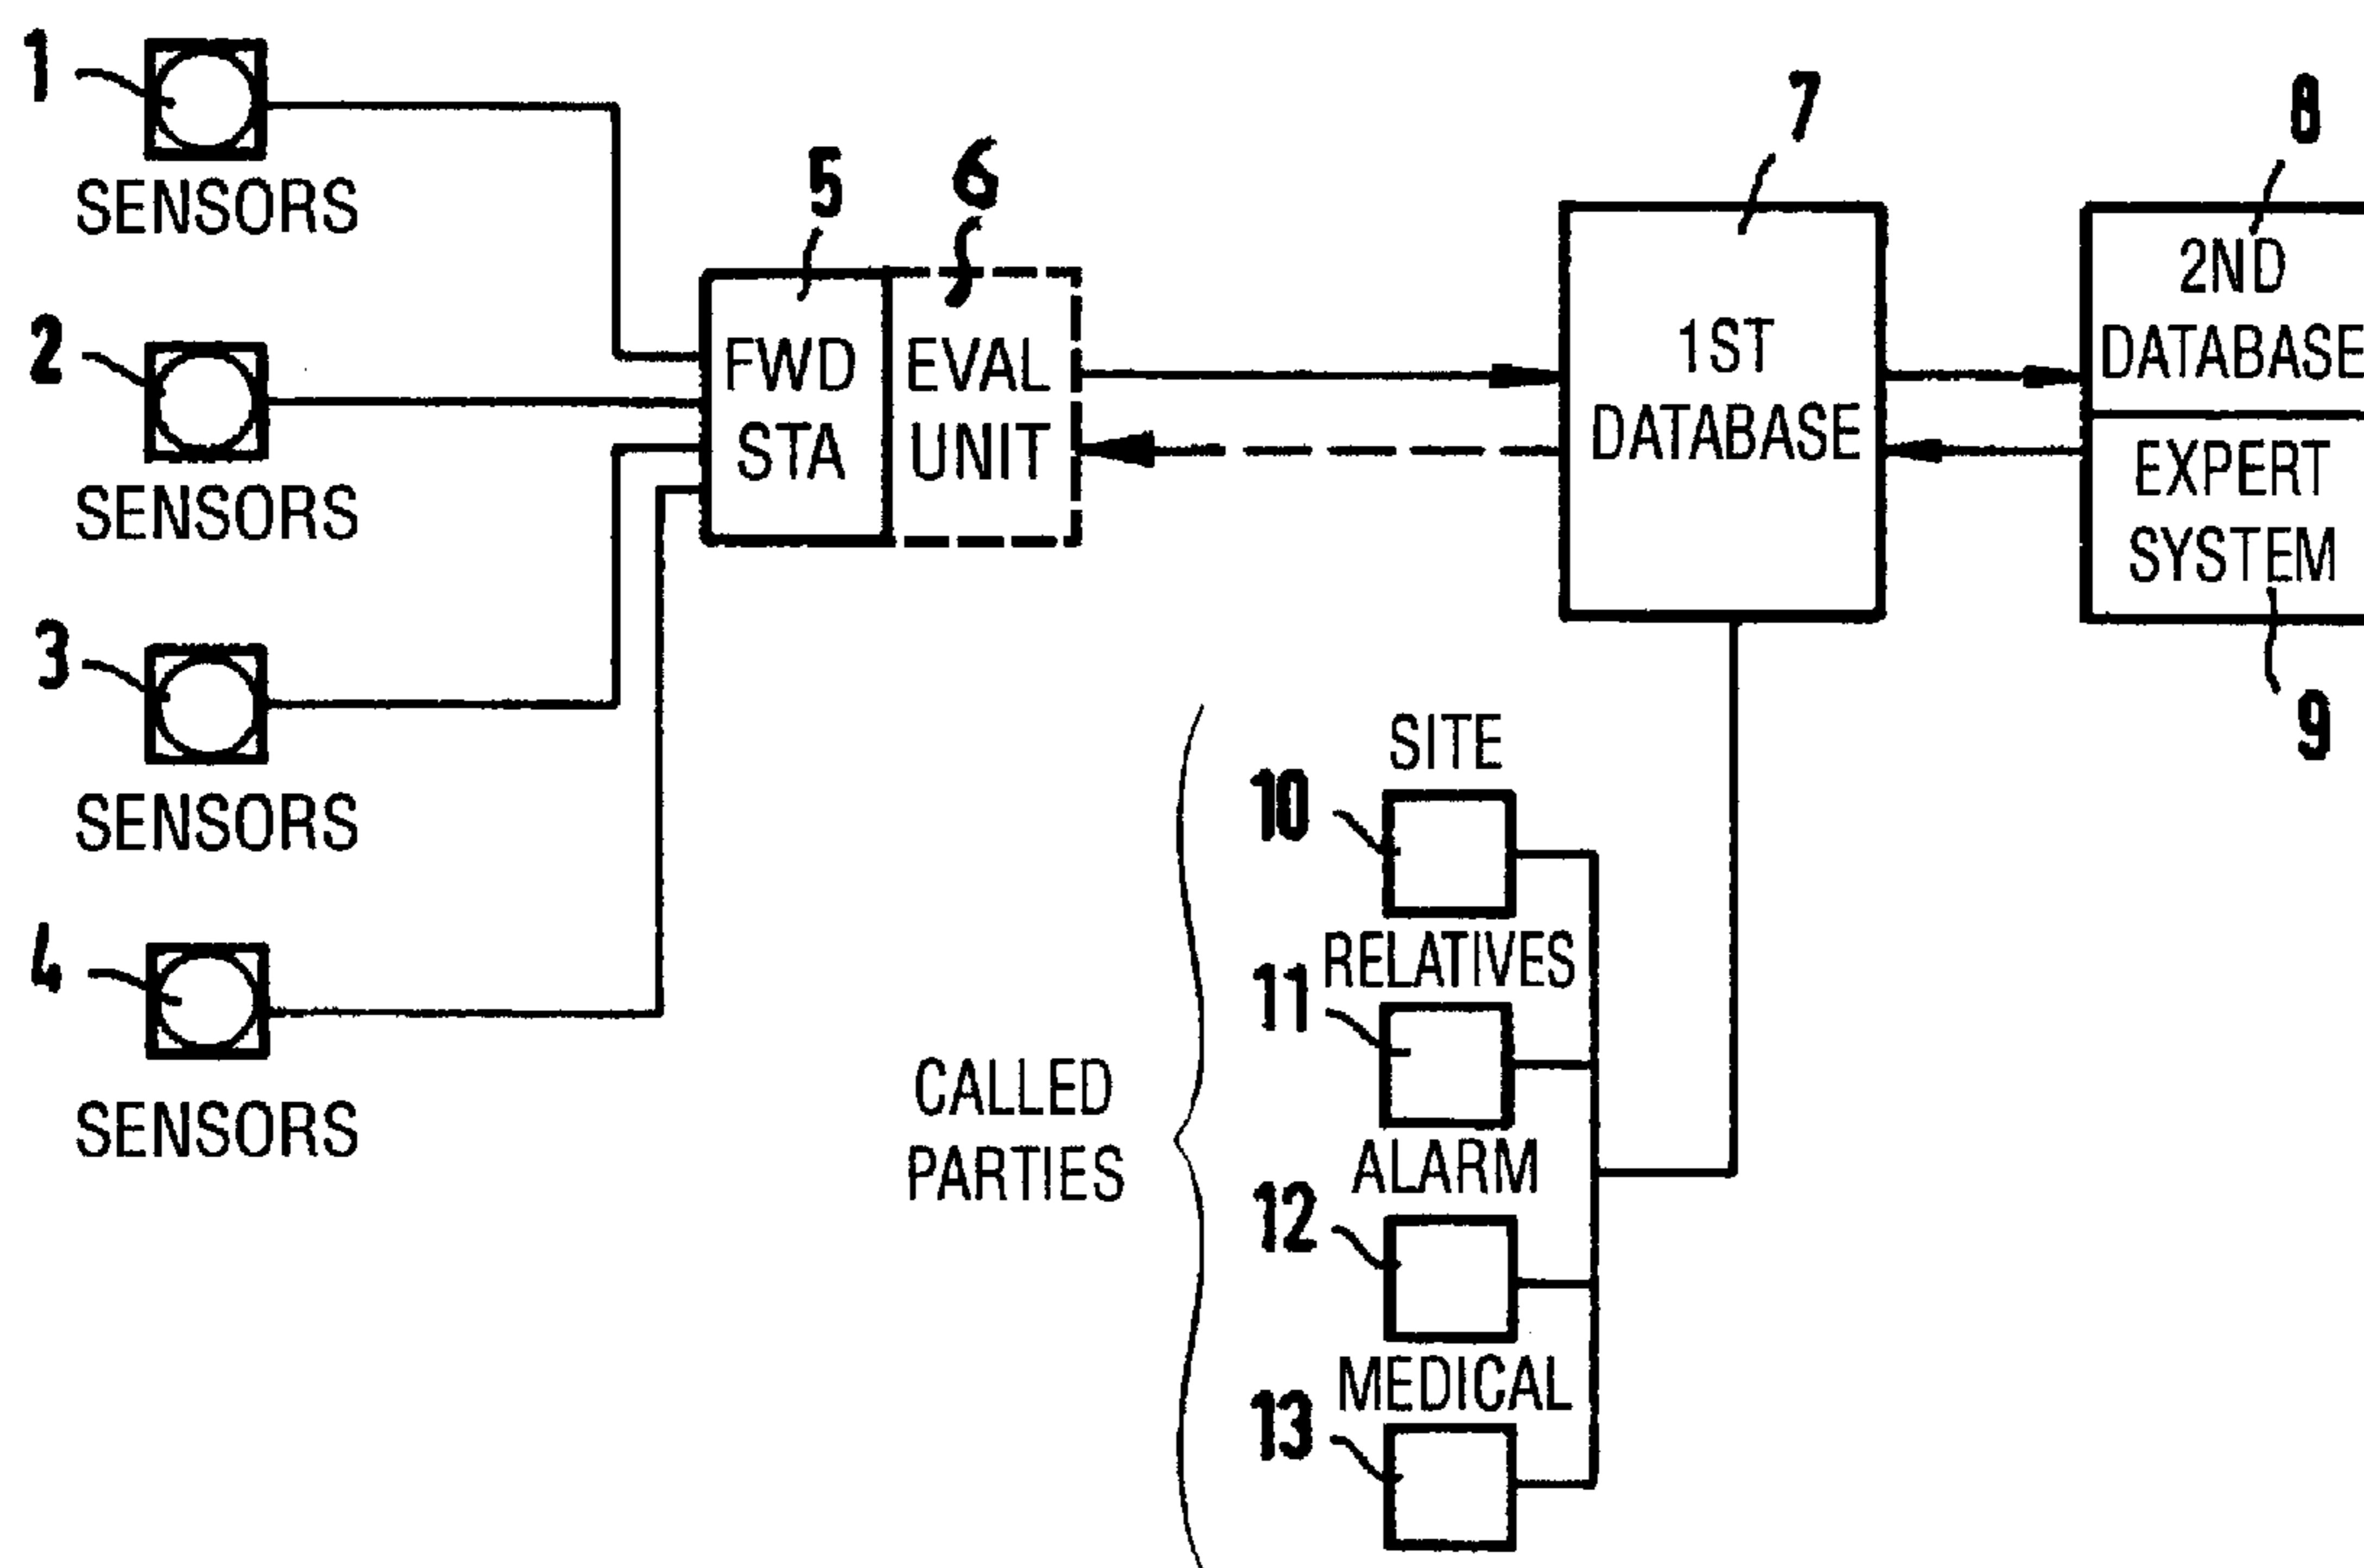 1
SENSORS
2
SENSORS
3
SENSORS
4
SENSORS
5
FWD
STA
6
EVAL
UNIT
7
1ST
DATABASE
8
2ND
DATABASE
EXPERT
SYSTEM
9
CALLED
PARTIES
SITE
10
RELATIVES
11
ALARM
12
MEDICAL
13